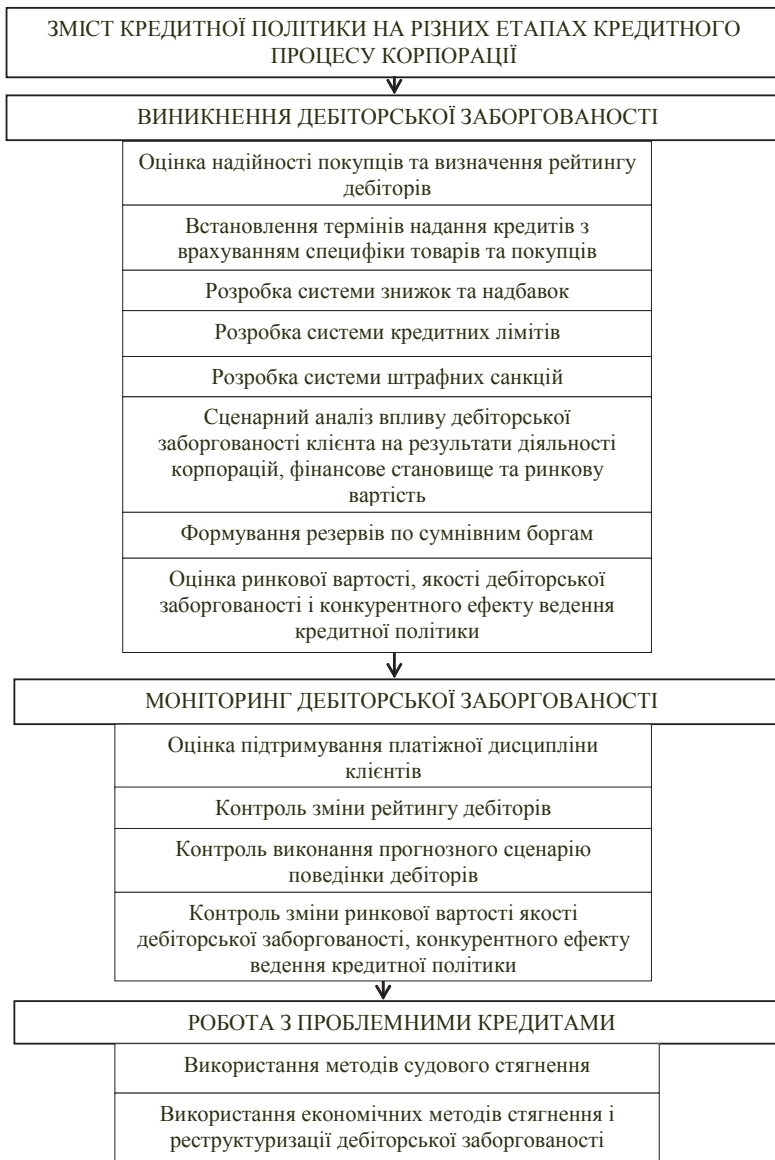 ЗМІСТ КРЕДИТНОЇ ПОЛІТИКИ НА РІЗНИХ ЕТАПАХ КРЕДИТНОГО
ПРОЦЕСУ КОРПОРАЦІЇ
ВИНИКНЕННЯ ДЕБІТОРСЬКОЇ ЗАБОРГОВАНОСТІ
Оцінка надійності покупців та визначення рейтингу
дебіторів
Встановлення термінів надання кредитів з
врахуванням специфіки товарів та покупців
Розробка системи знижок та надбавок
Розробка системи кредитних лімітів
Розробка системи штрафних санкцій
Сценарний аналіз впливу дебіторської
заборгованості клієнта на результати діяльності
корпорацій, фінансове становище та ринкову
вартість
Формування резервів по сумнівним боргам
Оцінка ринкової вартості, якості дебіторської
заборгованості і конкурентного ефекту ведення
кредитної політики
МОНІТОРИНГ ДЕБІТОРСЬКОЇ ЗАБОРГОВАНОСТІ
Оцінка підтримування платіжної дисципліни
клієнтів
Контроль зміни рейтингу дебіторів
Контроль виконання прогнозного сценарію
поведінки дебіторів
Контроль зміни ринкової вартості якості
дебіторської заборгованості, конкурентного ефекту
ведення кредитної політики
РОБОТА З ПРОБЛЕМНИМИ КРЕДИТАМИ
Використання методів судового стягнення
Використання економічних методів стягнення і
реструктуризації дебіторської заборгованості